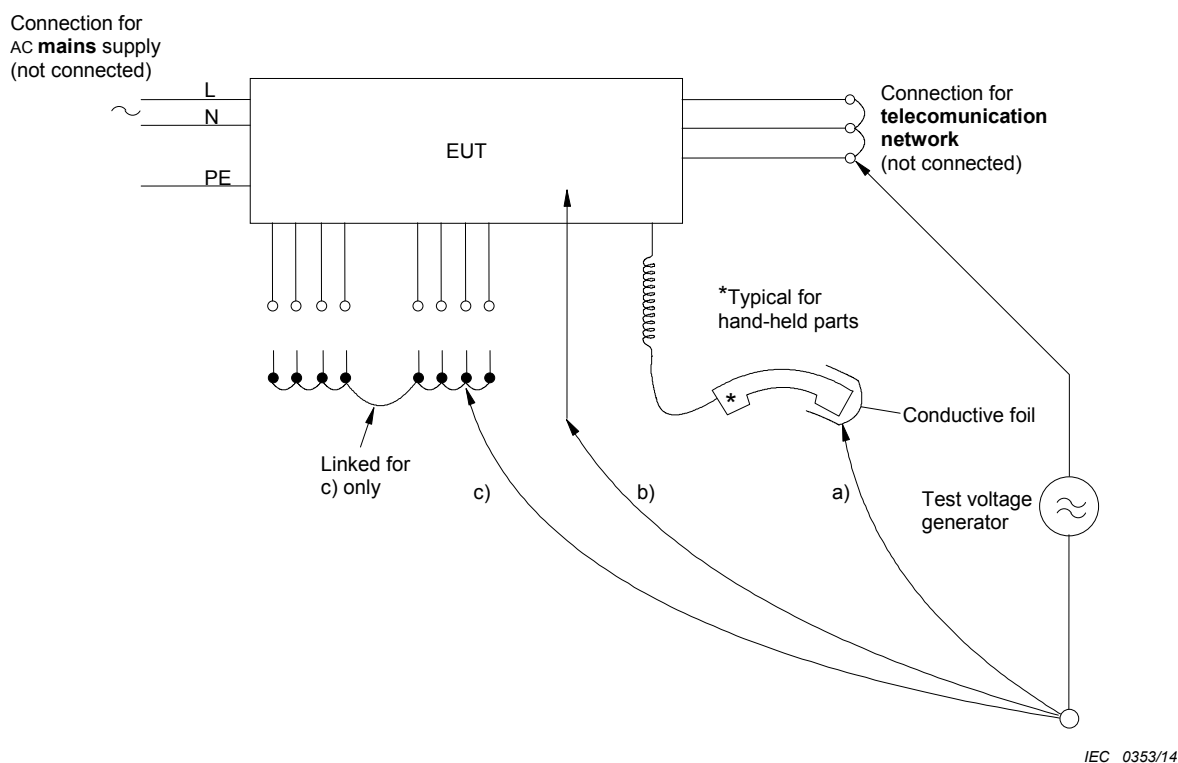 Connection for
AC mains supply
(not connected)
L
N
PE
EUT
Connection for
telecomunication
network
(not connected)
*Typical for
hand-held parts
*
Conductive foil
Linked for
c) only
c)
b)
a)
Test voltage
generator
IEC 0353/14